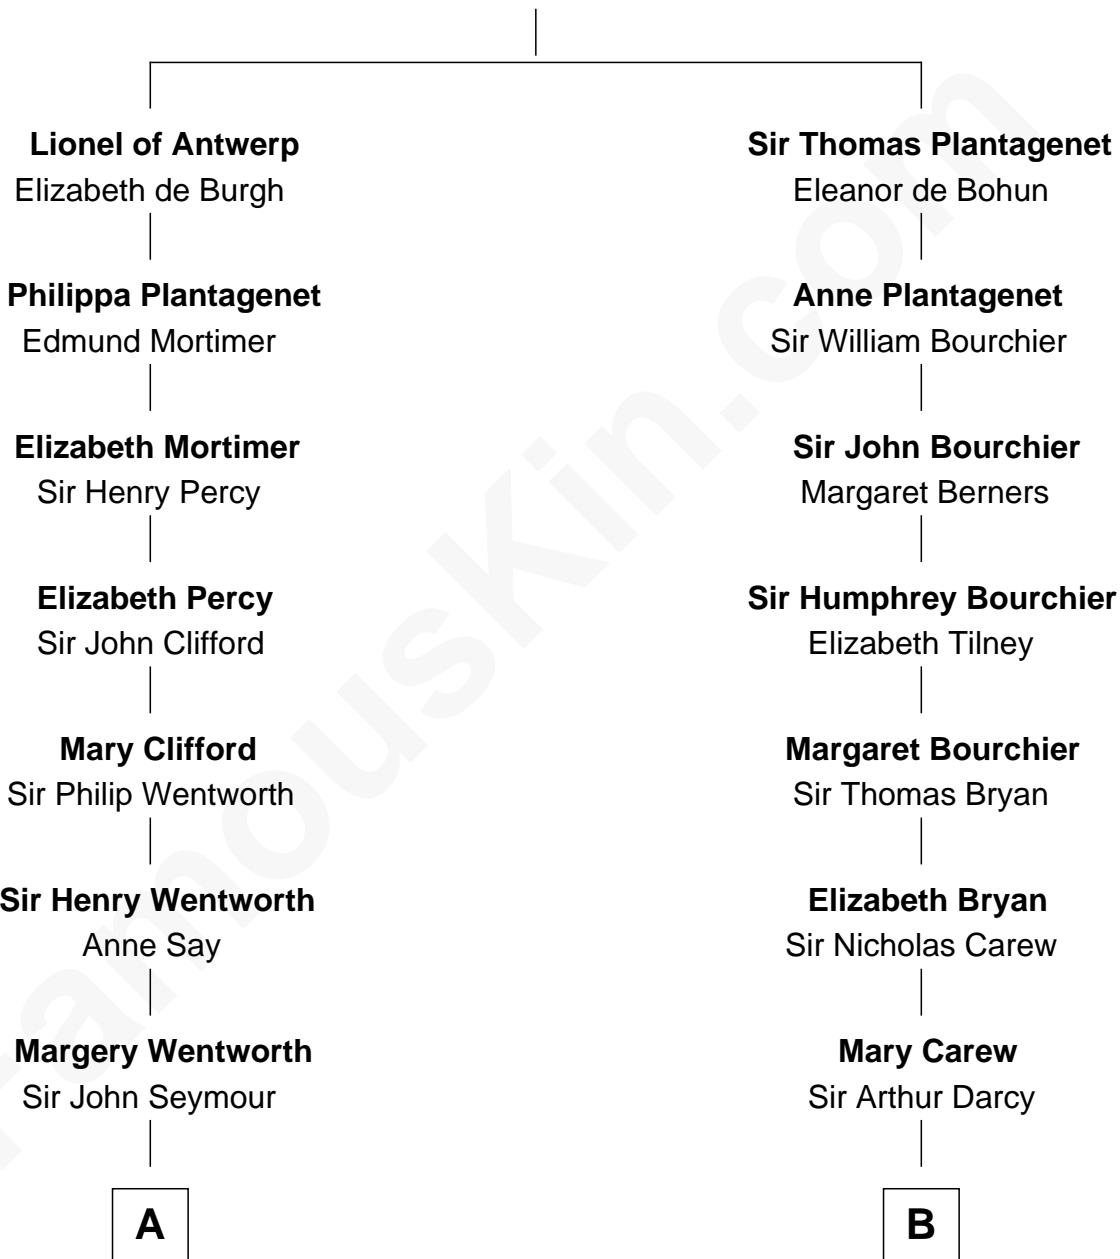 Lionel of Antwerp
Elizabeth de Burgh
Philippa Plantagenet
Edmund Mortimer
Elizabeth Mortimer
Sir Henry Percy
Elizabeth Percy
Sir John Clifford
Mary Clifford
Sir Philip Wentworth
Sir Henry Wentworth
Anne Say
Margery Wentworth
Sir John Seymour
A
Sir Thomas Plantagenet
Eleanor de Bohun
Anne Plantagenet
Sir William Bourchier
Sir John Bourchier
Margaret Berners
Sir Humphrey Bourchier
Elizabeth Tilney
Margaret Bourchier
Sir Thomas Bryan
Elizabeth Bryan
Sir Nicholas Carew
Mary Carew
Sir Arthur Darcy
B
FamousKin.com